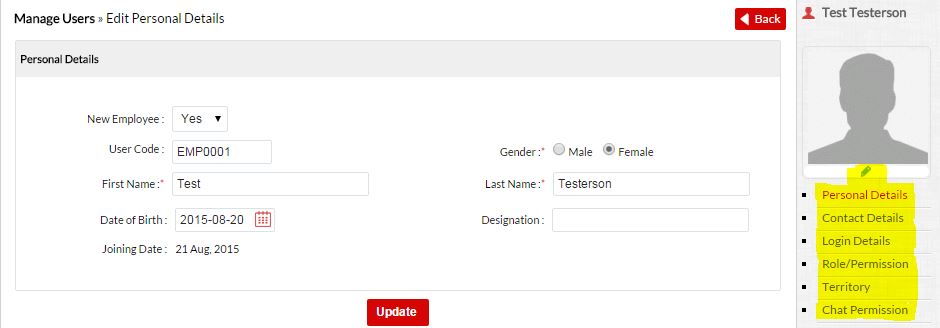 Manage Users » Edit Personal Details
Back
Personal Details
New Employee : Yes
User Code : EMP0001
Gender :* Male Female
First Name :* Test
Last Name :* Testerson
Date of Birth : 2015-08-20
Designation :
Joining Date : 21 Aug, 2015
Update
Test Testerson
Personal Details
Contact Details
Login Details
Role/Permission
Territory
Chat Permission